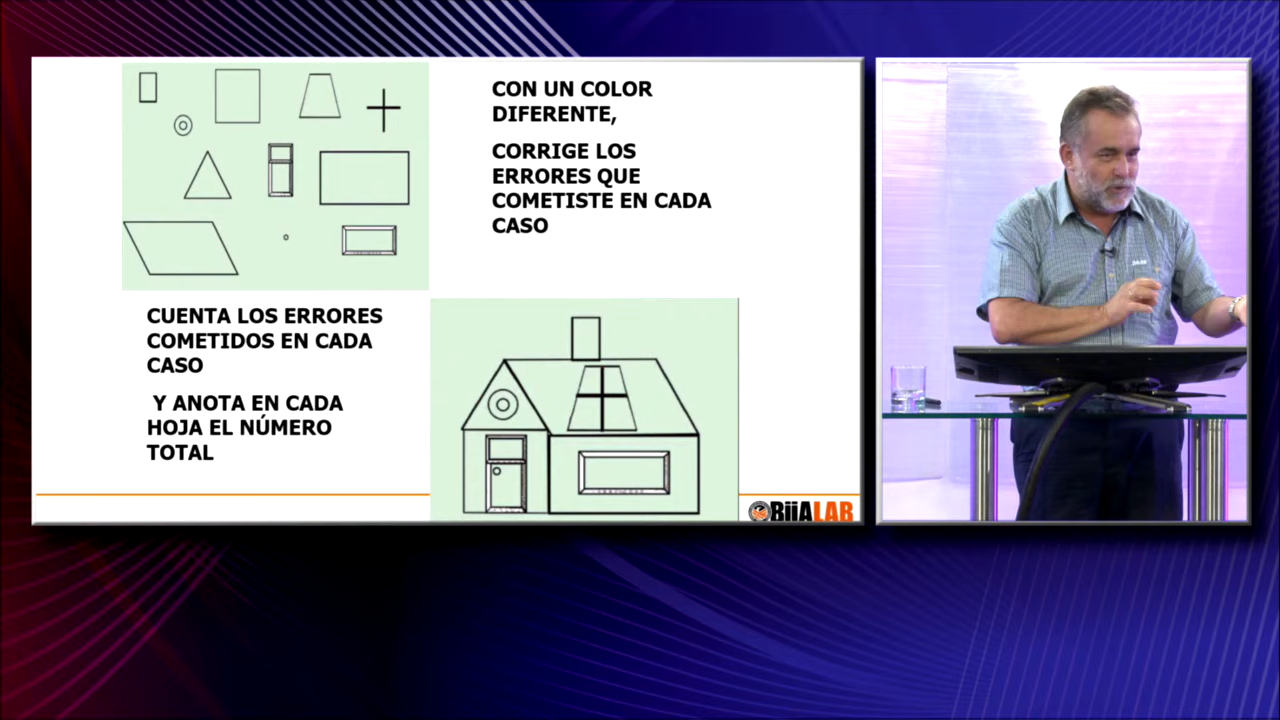 CON UN COLOR
DIFERENTE,
CORRIGE LOS
ERRORES QUE
COMETISTE EN CADA
CASO
CUENTA LOS ERRORES
COMETIDOS EN CADA
CASO
Y ANOTA EN CADA
HOJA EL NÚMERO
TOTAL
BiiALAB